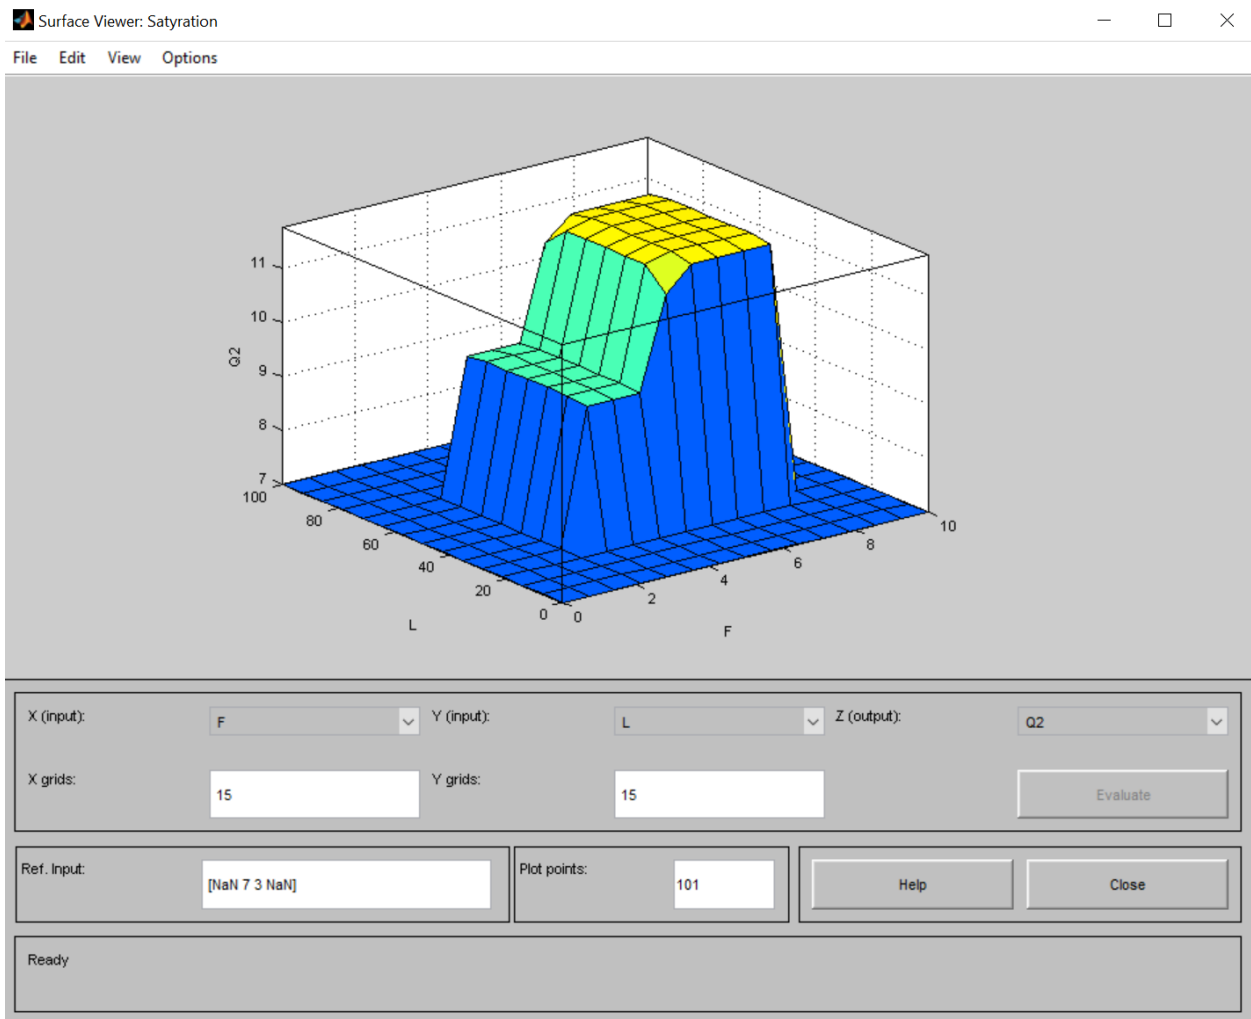 Surface Viewer: Satyration
File Edit View Options
11
10
9
8
7
Q2
100
80
60
40
20
0
L
0
2
4
6
8
10
F
X (input): F Y (input): L Z (output): Q2
X grids: 15 Y grids: 15 Evaluate
Ref. Input: [NaN 7 3 NaN] Plot points: 101 Help Close
Ready